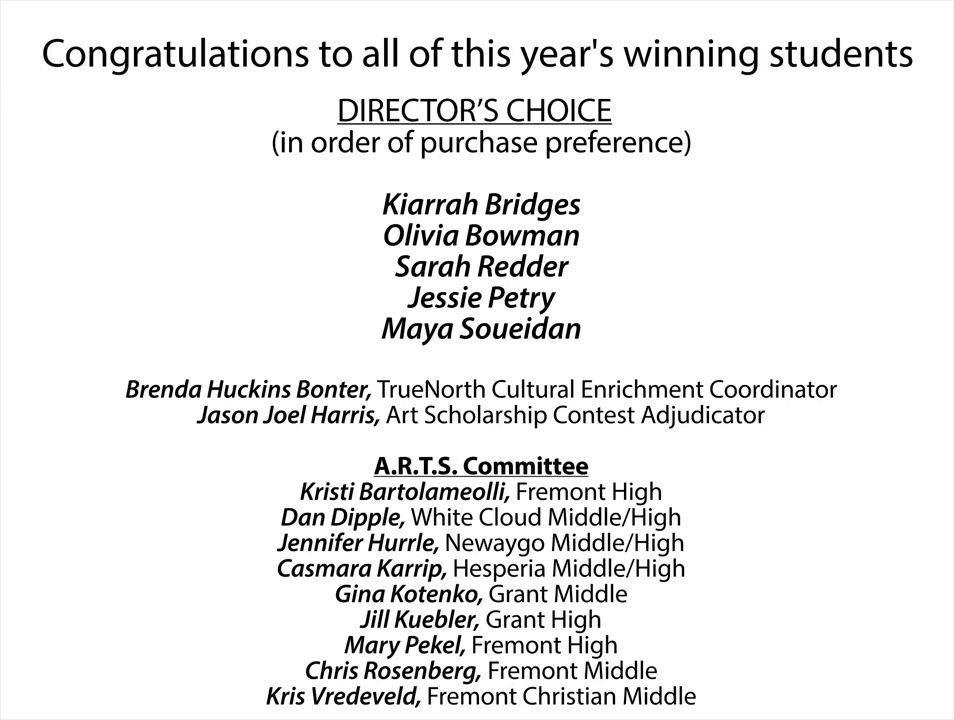 Congratulations to all of this year's winning students
DIRECTOR’S CHOICE
(in order of purchase preference)
Kiarrah Bridges
Olivia Bowman
Sarah Redder
Jessie Petry
Maya Soueidan
Brenda Huckins Bonter, TrueNorth Cultural Enrichment Coordinator
Jason Joel Harris, Art Scholarship Contest Adjudicator
A.R.T.S. Committee
Kristi Bartolameolli, Fremont High
Dan Dipple, White Cloud Middle/High
Jennifer Hurrle, Newaygo Middle/High
Casmara Karrip, Hesperia Middle/High
Gina Kotenko, Grant Middle
Jill Kuebler, Grant High
Mary Pekel, Fremont High
Chris Rosenberg, Fremont Middle
Kris Vredeveld, Fremont Christian Middle